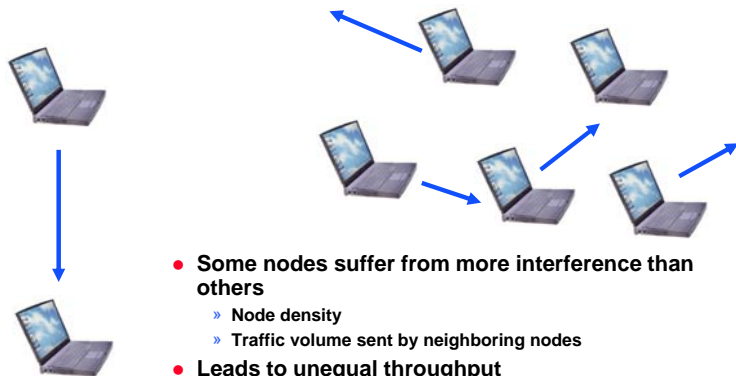 ● Some nodes suffer from more interference than
others
» Node density
» Traffic volume sent by neighboring nodes
● Leads to unequal throughput